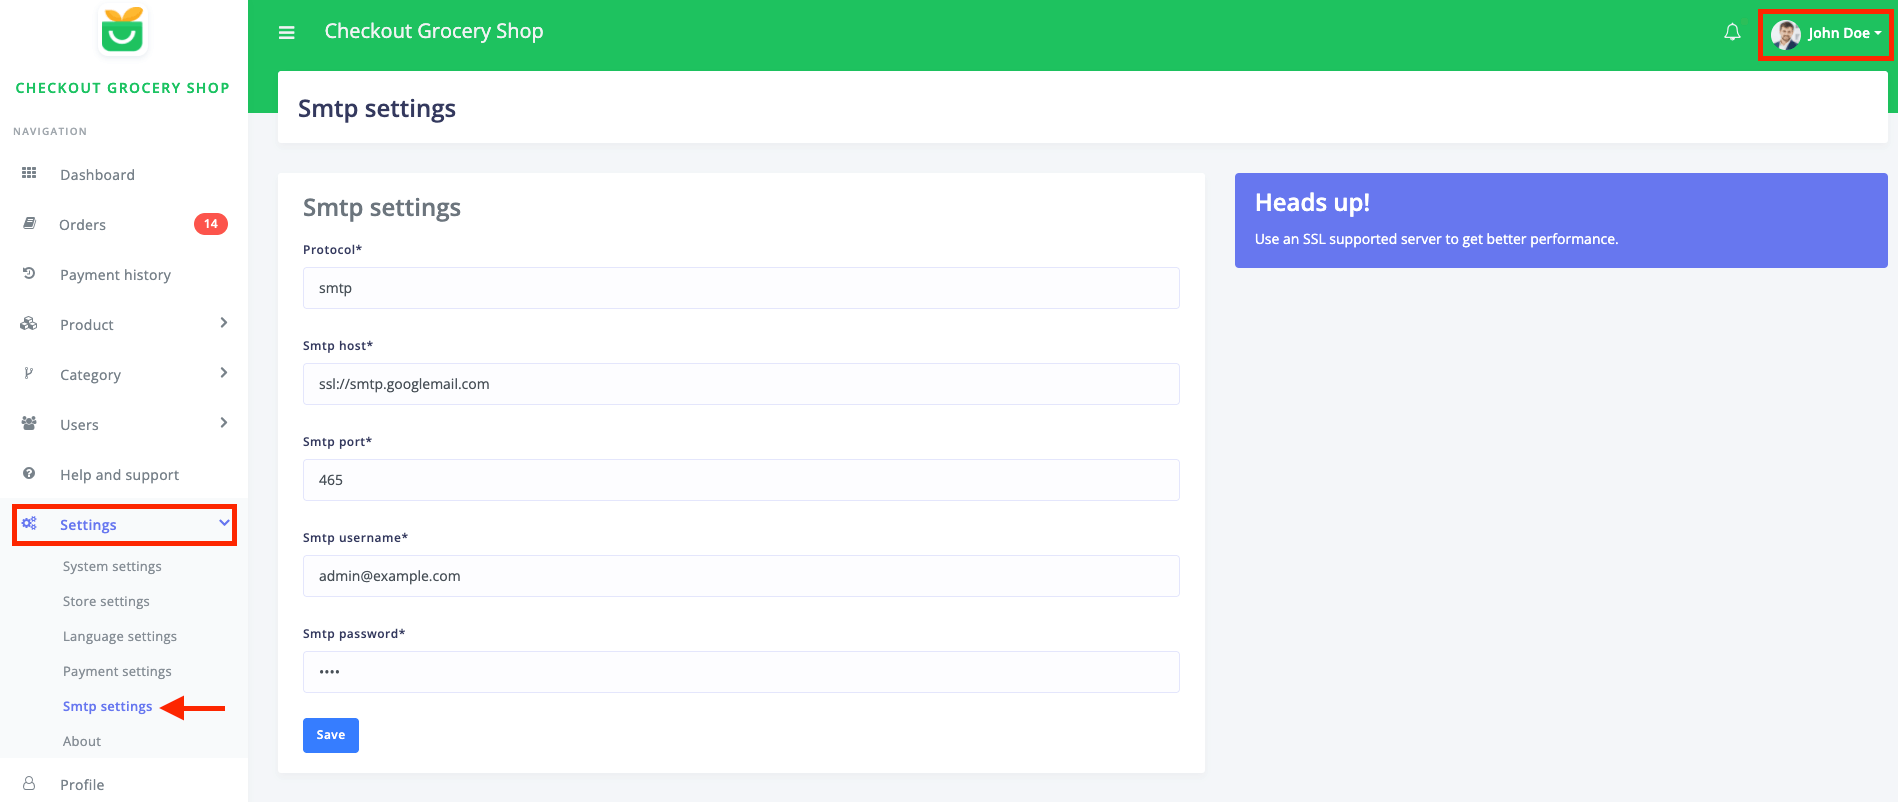 CHECKOUT GROCERY SHOP
NAVIGATION
Dashboard
Orders
14
Payment history
Product
Category
Users
Help and support
Settings
System settings
Store settings
Language settings
Payment settings
Smtp settings
About
Profile
Checkout Grocery Shop
John Doe
Smtp settings
Smtp settings
Protocol*
smtp
Smtp host*
ssl://smtp.googlemail.com
Smtp port*
465
Smtp username*
admin@example.com
Smtp password*
••••
Save
Heads up!
Use an SSL supported server to get better performance.